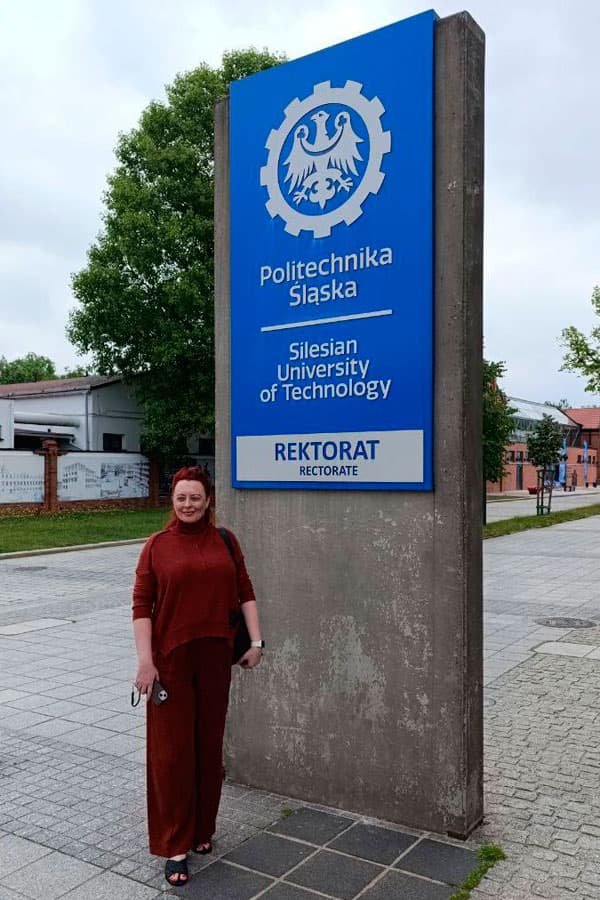 Politechnika
Śląska
Silesian
University
of Technology
REKTORAT
RECTORATE